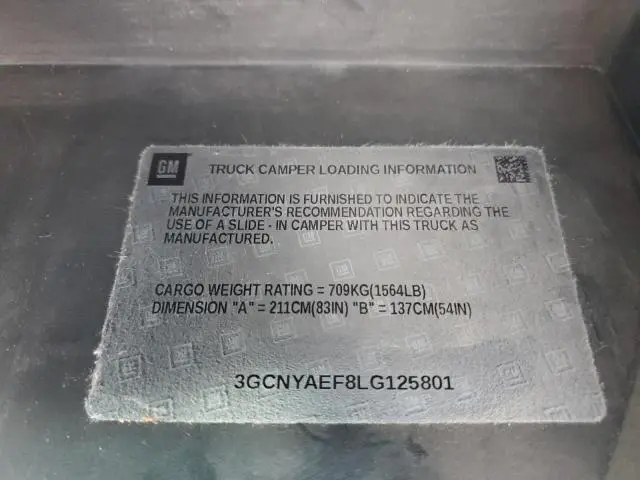 GM TRUCK CAMPER LOADING INFORMATION
THIS INFORMATION IS FURNISHED TO INDICATE THE
MANUFACTURER'S RECOMMENDATION REGARDING THE
USE OF A SLIDE - IN CAMPER WITH THIS TRUCK AS
MANUFACTURED.
CARGO WEIGHT RATING = 709KG(1564LB)
DIMENSION "A" = 211CM(83IN) "B" = 137CM(54IN)
3GCNYAEF8LG125801